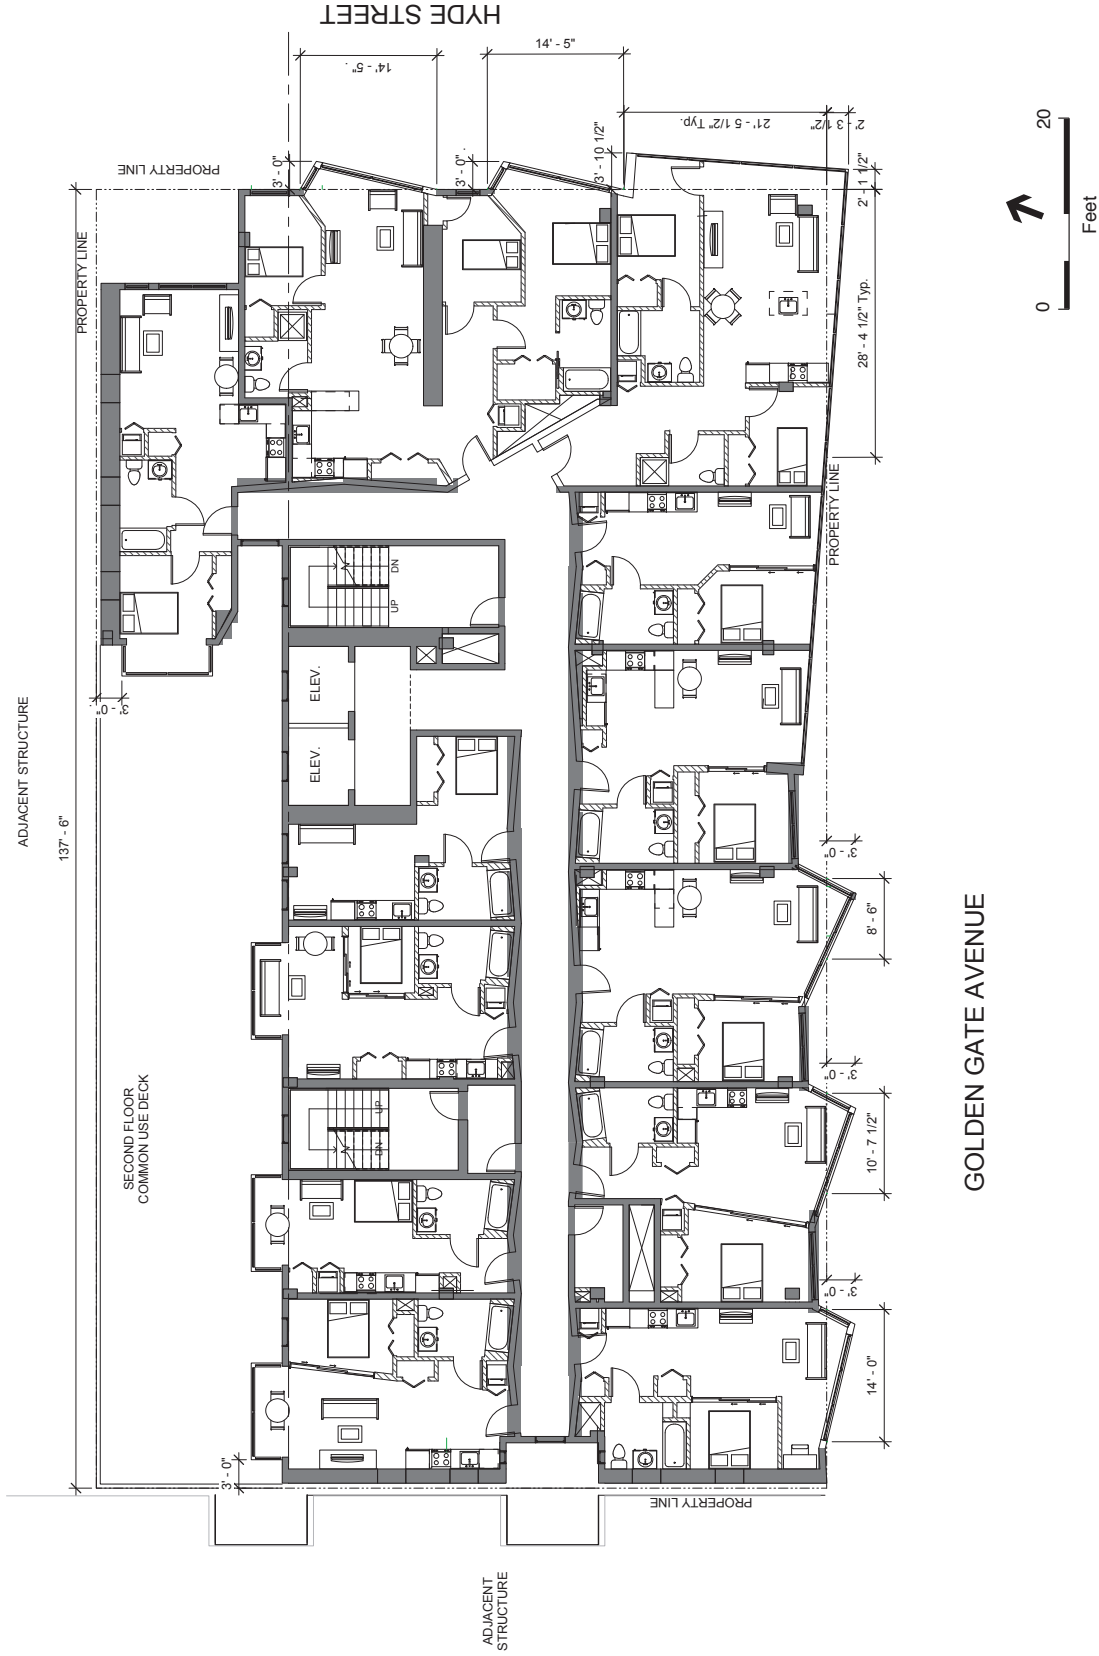 HYDE STREET
14' - 5"
14' - 5"
21' - 5 1/2" Typ.
2' - 3 1/2"
3' - 0"
3' - 0"
3' - 10 1/2"
2' - 1 1/2"
PROPERTY LINE
PROPERTY LINE
28' - 4 1/2" Typ.
20
0
Feet
PROPERTY LINE
DN
UP
ELEV.
ELEV.
3' - 0"
ADJACENT STRUCTURE
137' - 6"
3' - 0"
8' - 6"
GOLDEN GATE AVENUE
3' - 0"
SECOND FLOOR
COMMON USE DECK
UP
DN
10' - 7 1/2"
3' - 0"
14' - 0"
3' - 0"
PROPERTY LINE
ADJACENT
STRUCTURE